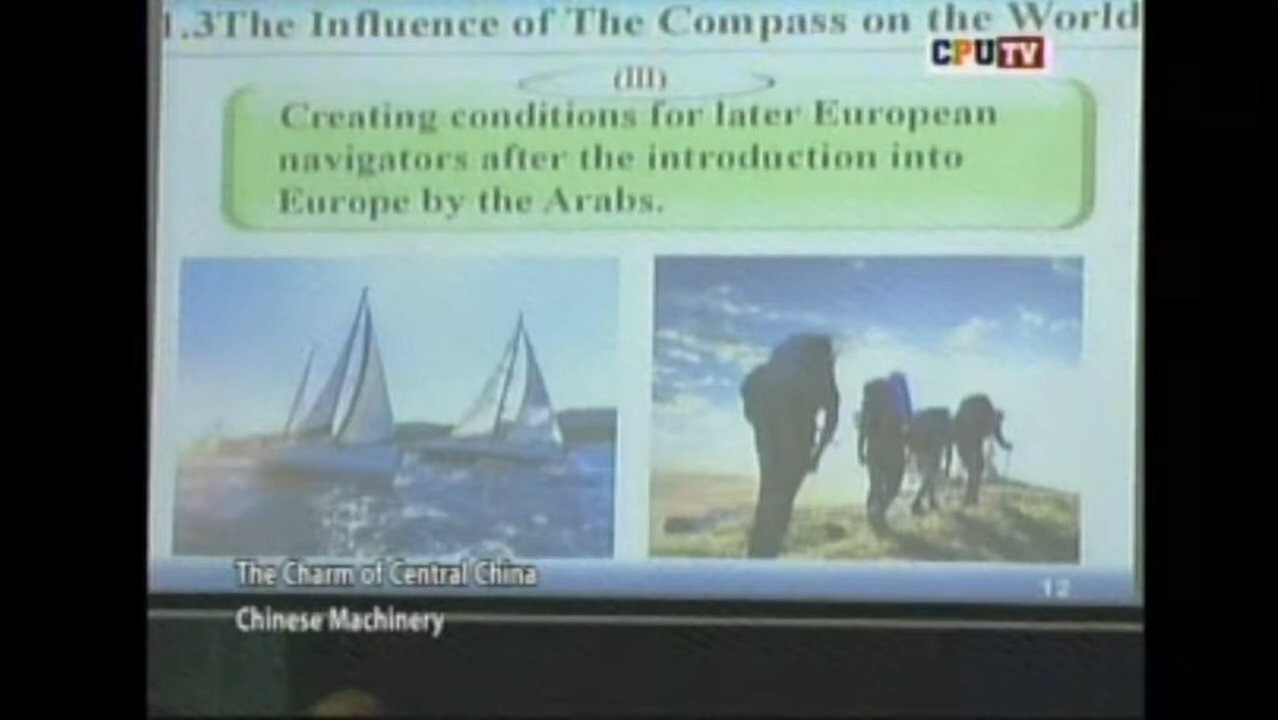 1.3The Influence of The Compass on the World
CPUTV
(III)
Creating conditions for later European
navigators after the introduction into
Europe by the Arabs.
The Charm of Central China
12
Chinese Machinery